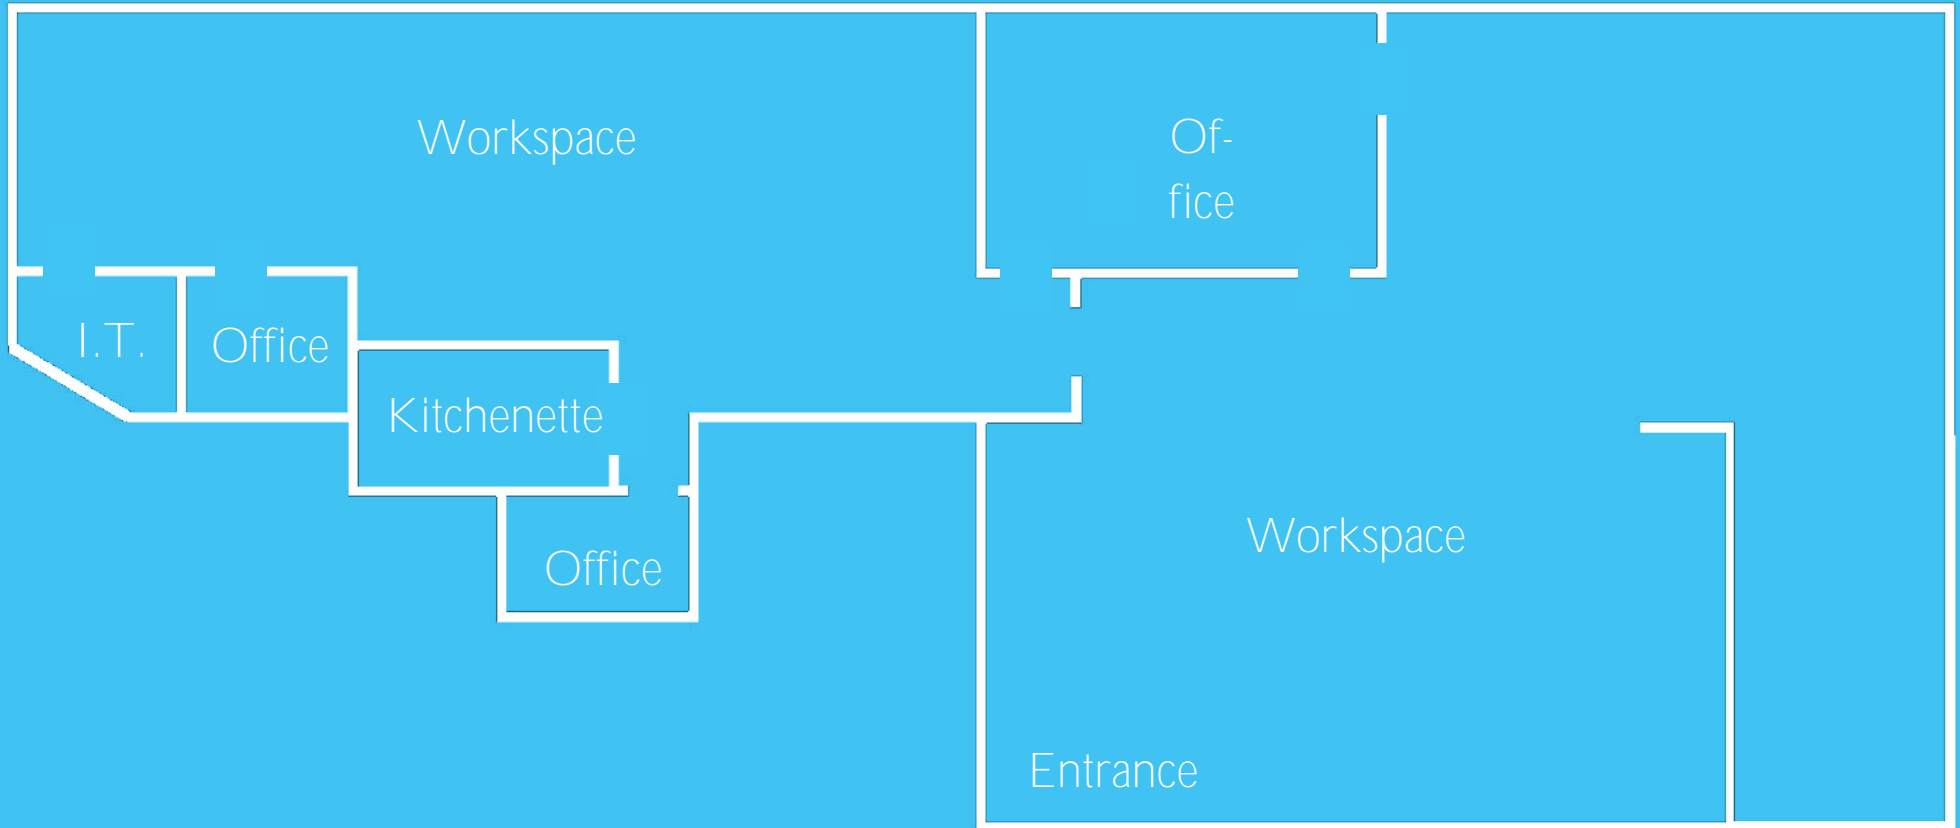 Workspace
Of-
fice
I.T.
Office
Kitchenette
Office
Workspace
Entrance